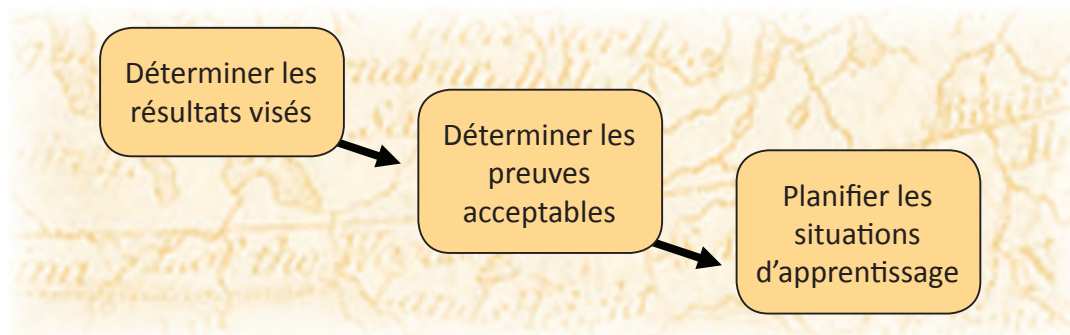 Déterminer les
résultats visés
Déterminer les
preuves
acceptables
Planifier les
situations
d'apprentissage